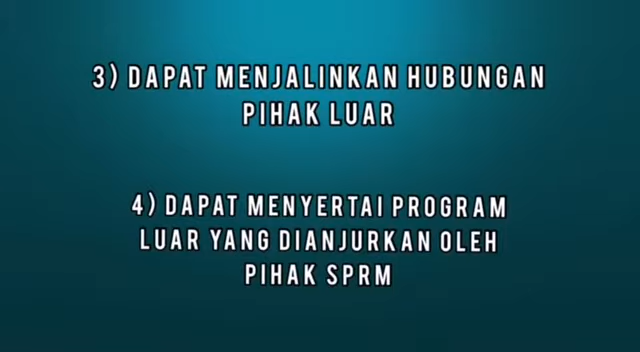 3) DAPAT MENJALINKAN HUBUNGAN
PIHAK LUAR
4) DAPAT MENYERTAI PROGRAM
LUAR YANG DIANJURKAN OLEH
PIHAK SPRM